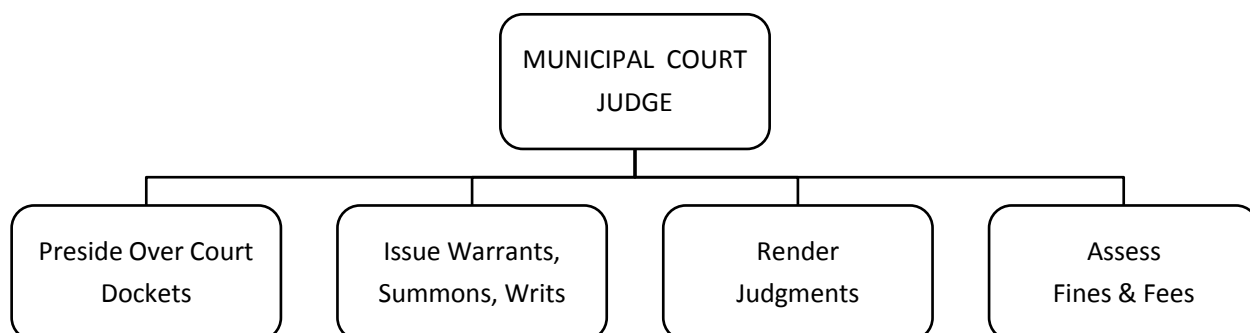 MUNICIPAL COURT
JUDGE
Preside Over Court
Dockets
Issue Warrants,
Summons, Writs
Render
Judgments
Assess
Fines & Fees